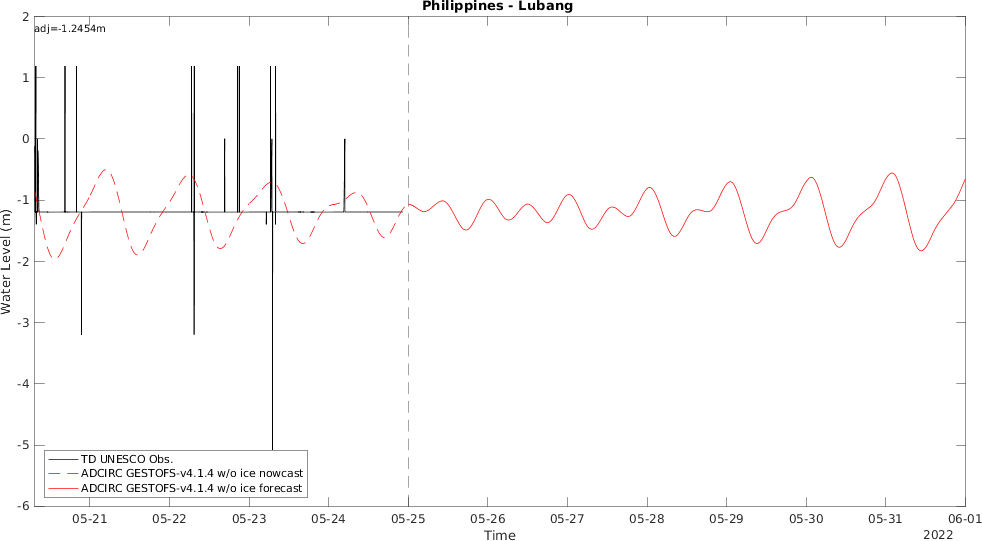 Philippines - Lubang
adj=-1.2454m
2
1
0
-1
-2
-3
-4
-5
-6
Water Level (m)
TD UNESCO Obs.
ADCIRC GESTOFS-v4.1.4 w/o ice nowcast
ADCIRC GESTOFS-v4.1.4 w/o ice forecast
05-21 05-22 05-23 05-24 05-25 05-26 05-27 05-28 05-29 05-30 05-31 06-01
Time
2022